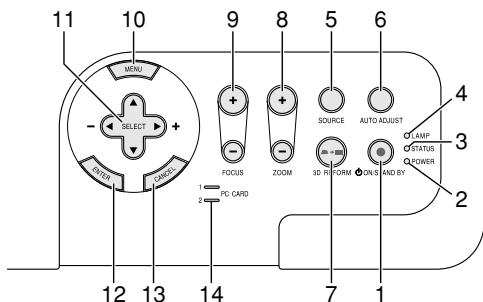 10
9
8
5
6
11
MENU
4
SELECT
- +
+ +
SOURCE
AUTO ADJUST
LAMP
3
STATUS
POWER
ENTER
CANCEL
- -
FOCUS
ZOOM
3D REFORM
ON/STAND BY
2
1
PC CARD
2
12
13
14
7
1